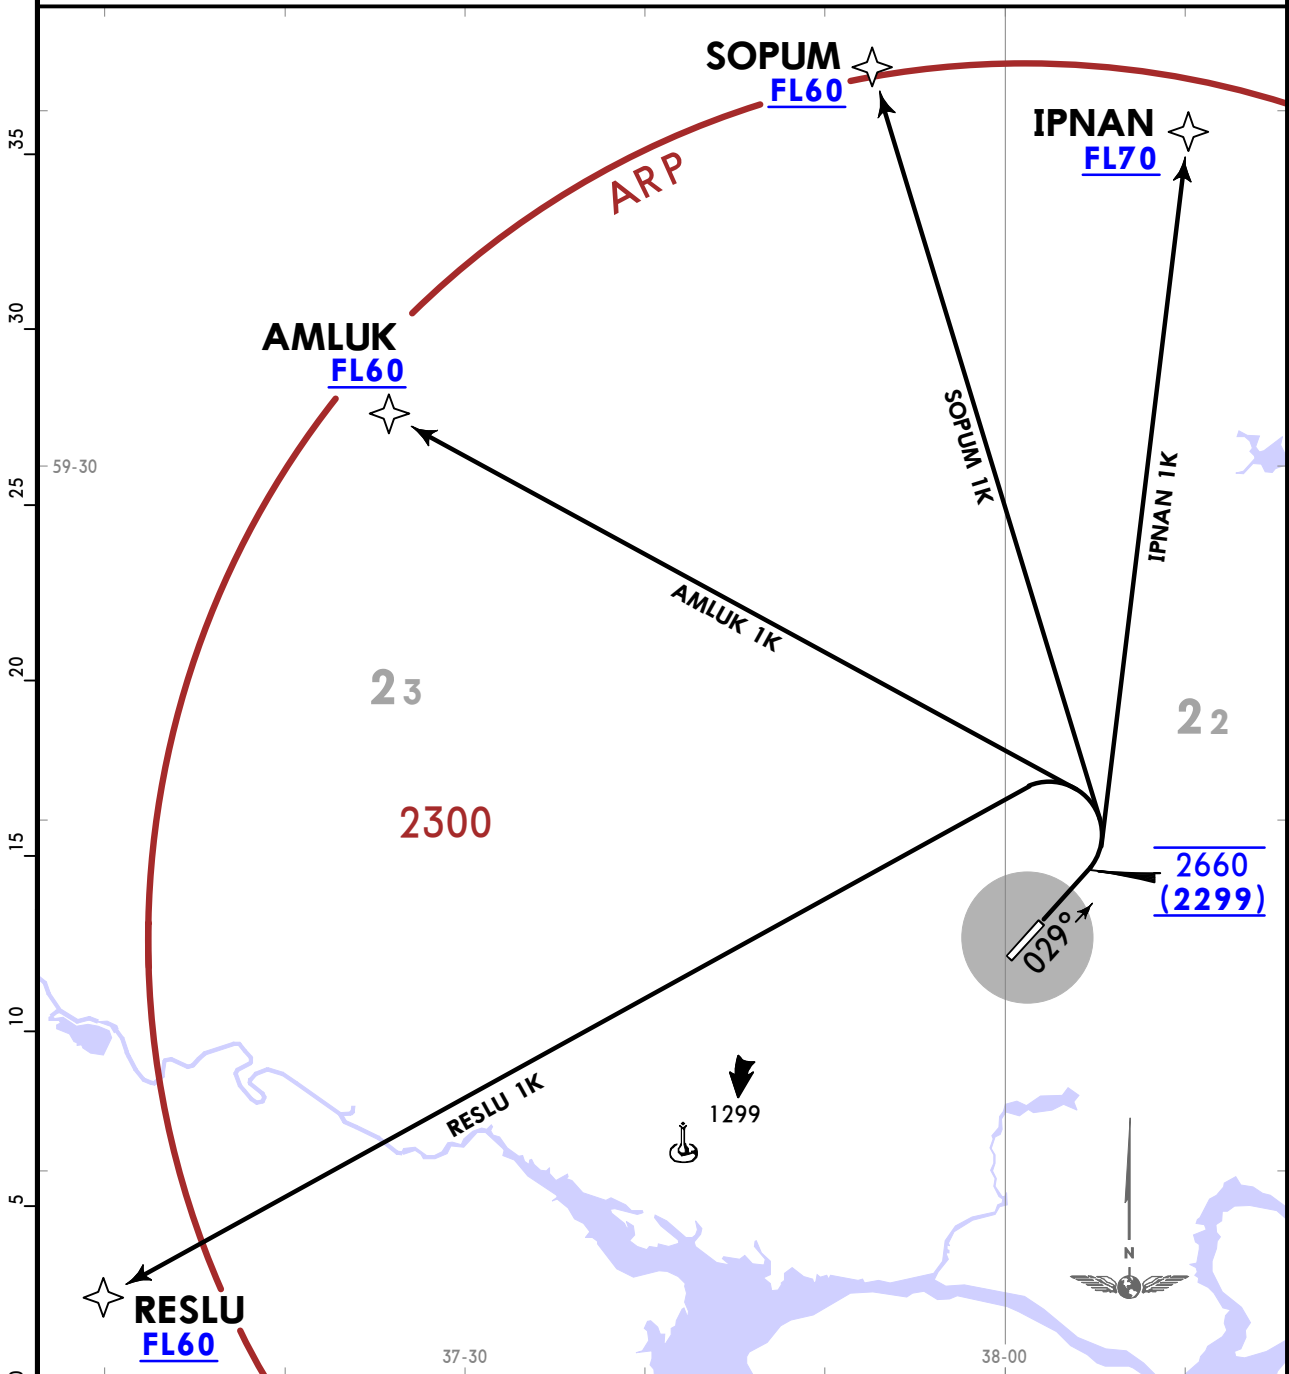 SOPUM
FL60
IPNAN
FL70
35
ARP
30
AMLUK
FL60
SOPUM 1K
IPNAN 1K
59-30
25
AMLUK 1K
20
23
22
2300
15
2660
(2299)
029°
10
RESLU 1K
1299
5
N
RESLU
FL60
37-30
38-00